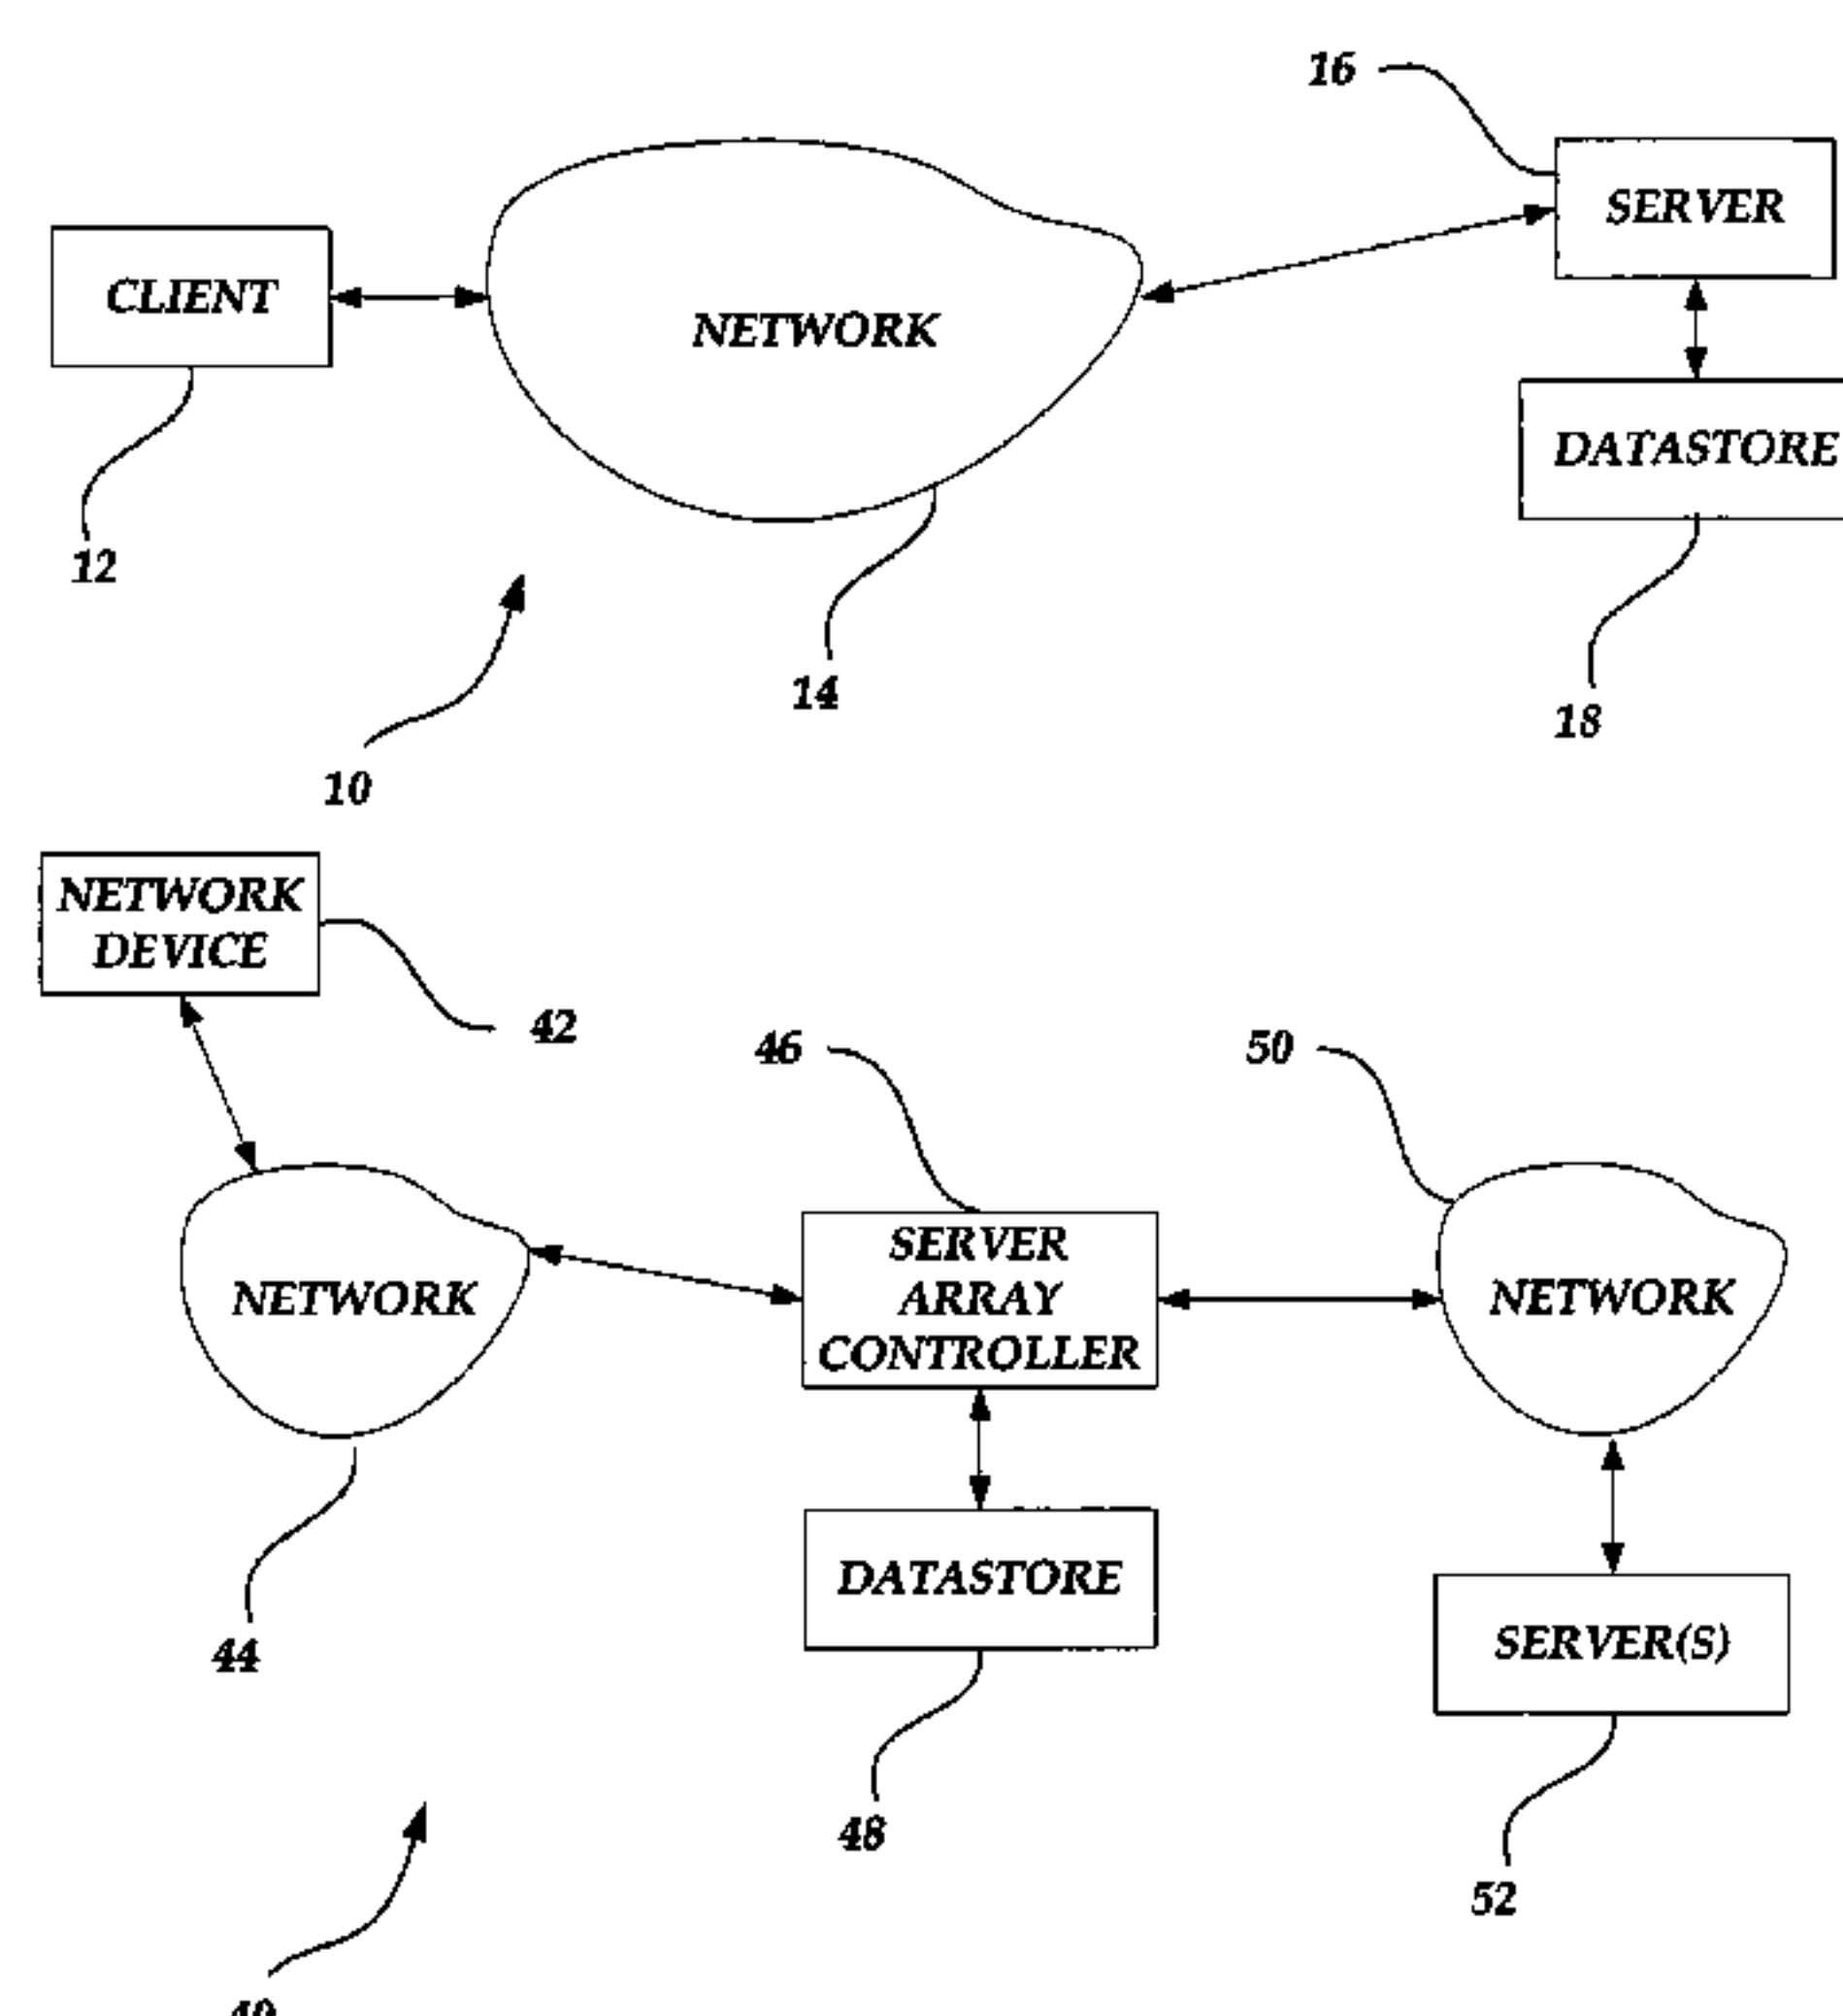 16
SERVER
CLIENT
NETWORK
DATASTORE
12
14
18
10
NETWORK
DEVICE
42
46
50
SERVER
ARRAY
CONTROLLER
NETWORK
NETWORK
DATASTORE
SERVER(S)
44
48
52
40